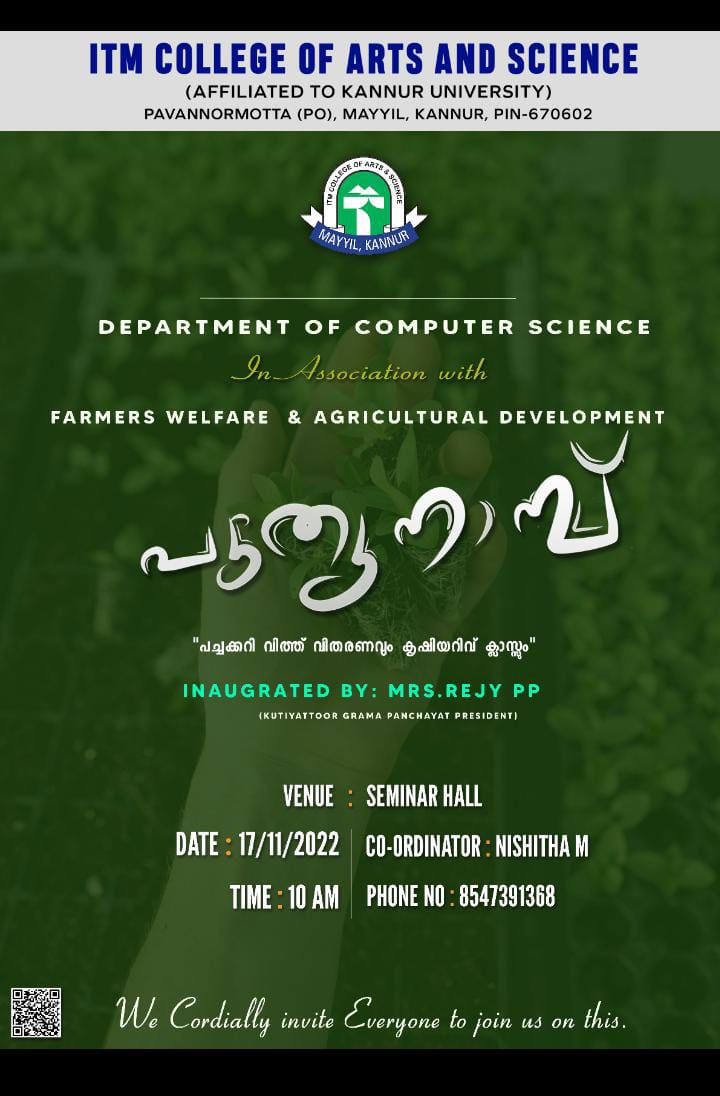 ITM COLLEGE OF ARTS AND SCIENCE
(AFFILIATED TO KANNUR UNIVERSITY)
PAVANNORMOTTA (PO), MAYYIL, KANNUR, PIN-670602
ITM COLLEGE OF ARTS & SCIENCE
MAYYIL, KANNUR
DEPARTMENT OF COMPUTER SCIENCE
In Association with
FARMERS WELFARE & AGRICULTURAL DEVELOPMENT
പുതുനാമ്പ്
"പച്ചക്കറി വിത്ത് വിതരണവും കൃഷിയറിവ് ക്ലാസ്സും"
INAUGRATED BY: MRS.REJY PP
(KUTIYATTOOR GRAMA PANCHAYAT PRESIDENT)
VENUE : SEMINAR HALL
DATE : 17/11/2022
CO-ORDINATOR : NISHITHA M
TIME : 10 AM
PHONE NO : 8547391368
We Cordially invite Everyone to join us on this.